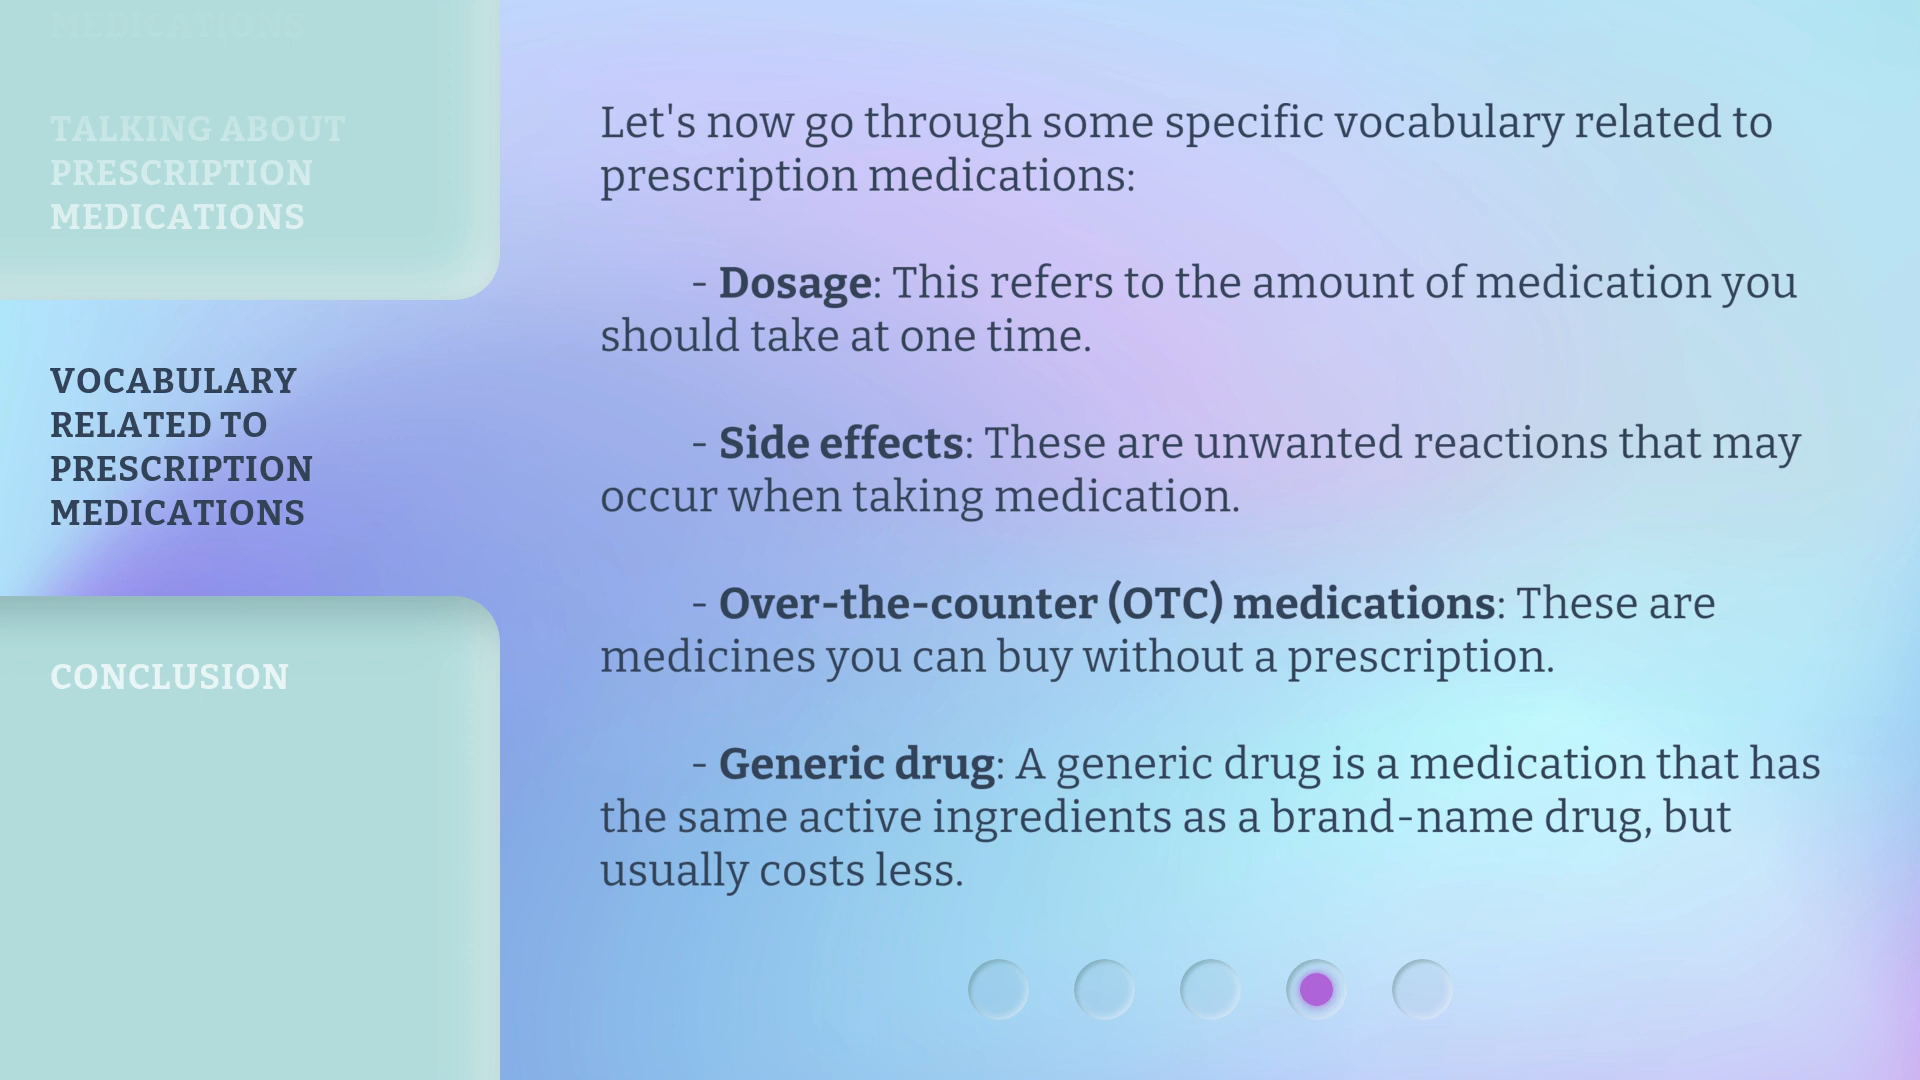 MEDICATIONS
TALKING ABOUT
PRESCRIPTION
MEDICATIONS
VOCABULARY
RELATED TO
PRESCRIPTION
MEDICATIONS
CONCLUSION
Let's now go through some specific vocabulary related to
prescription medications:
- Dosage: This refers to the amount of medication you
should take at one time.
- Side effects: These are unwanted reactions that may
occur when taking medication.
- Over-the-counter (OTC) medications: These are
medicines you can buy without a prescription.
- Generic drug: A generic drug is a medication that has
the same active ingredients as a brand-name drug, but
usually costs less.